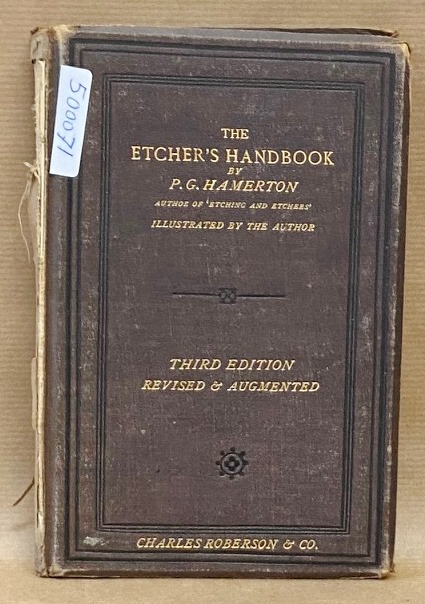 500071
THE
ETCHER'S HANDBOOK
BY
P.G. HAMERTON
AUTHOR OF 'ETCHING AND ETCHERS'
ILLUSTRATED BY THE AUTHOR
THIRD EDITION
REVISED & AUGMENTED
CHARLES ROBERSON & CO.